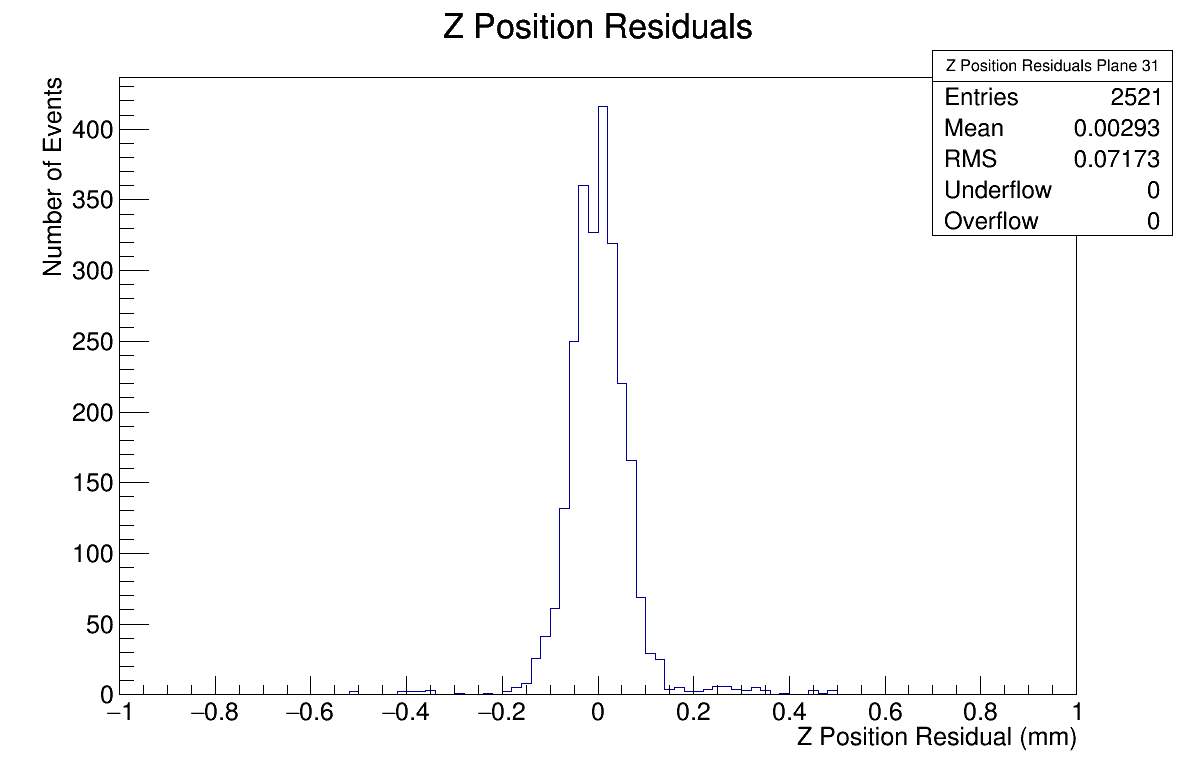 Z Position Residuals
Z Position Residuals Plane 31
Entries 2521
Mean 0.00293
RMS 0.07173
Underflow 0
Overflow 0
Number of Events
400
350
300
250
200
150
100
50
0
−1 −0.8 −0.6 −0.4 −0.2 0 0.2 0.4 0.6 0.8 1
Z Position Residual (mm)